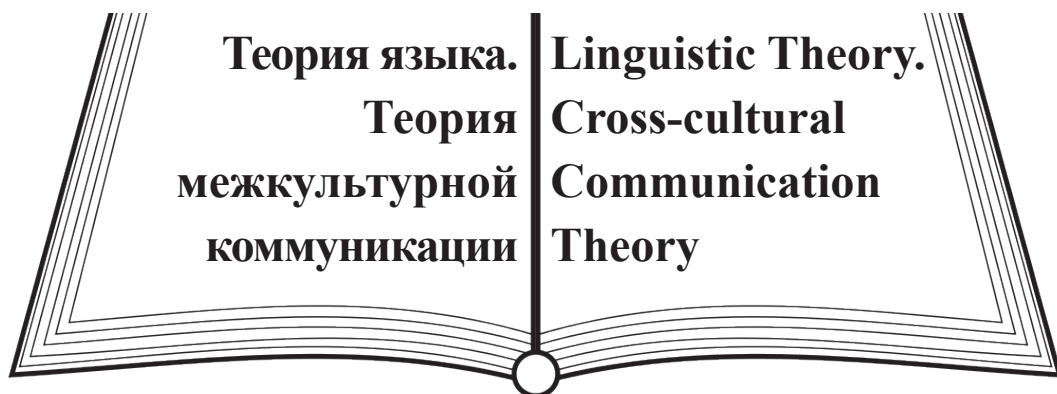 Теория языка.
Теория
межкультурной
коммуникации
Linguistic Theory.
Cross-cultural
Communication
Theory